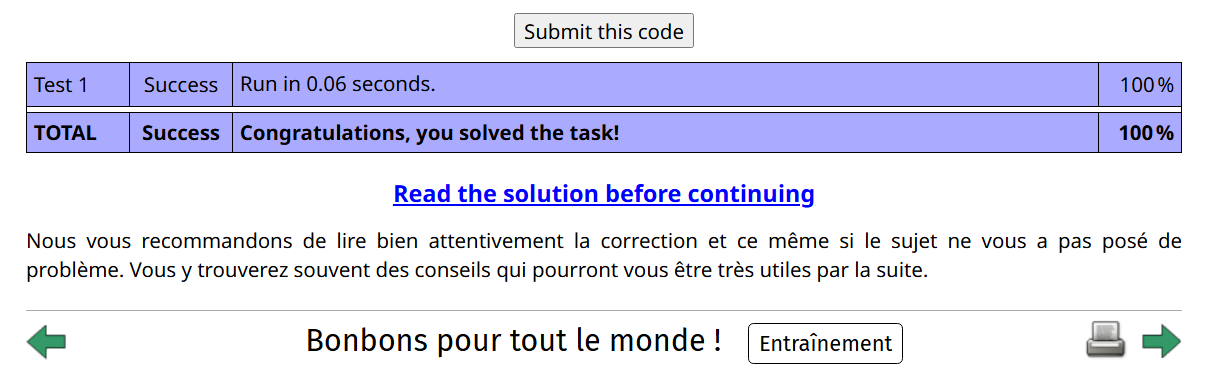 Submit this code
Test 1 Success Run in 0.06 seconds. 100 %
TOTAL Success Congratulations, you solved the task! 100 %
Read the solution before continuing
Nous vous recommandons de lire bien attentivement la correction et ce même si le sujet ne vous a pas posé de
problème. Vous y trouverez souvent des conseils qui pourront vous être très utiles par la suite.
Bonbons pour tout le monde ! Entraînement